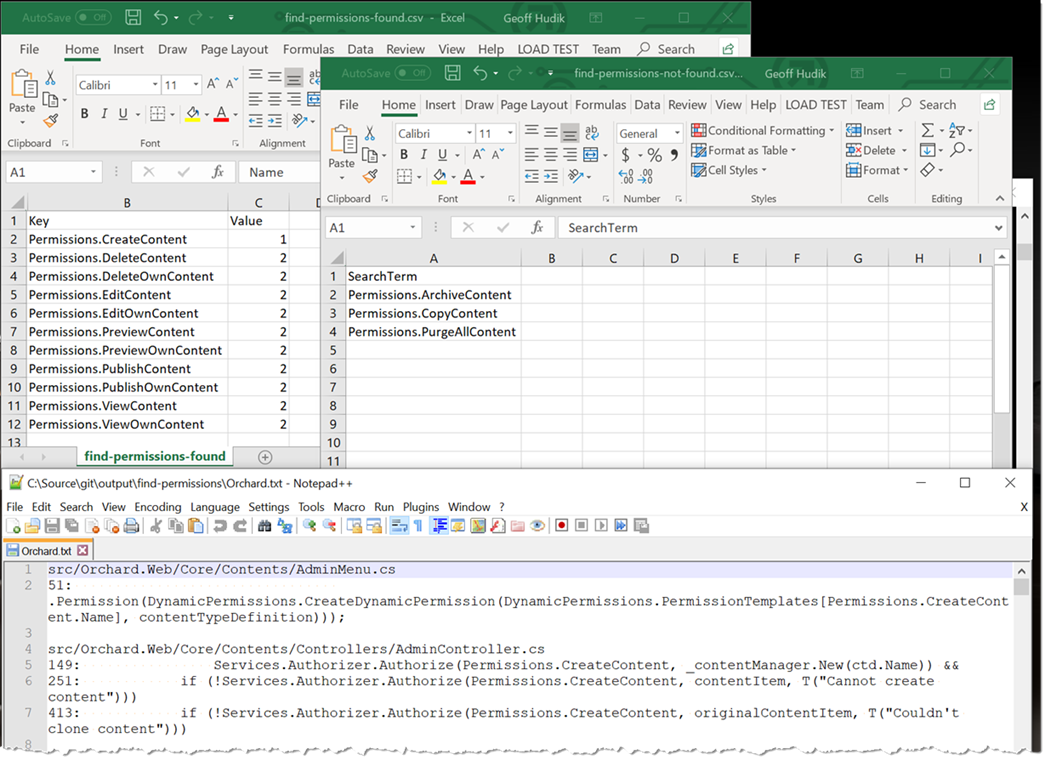 AutoSave Off find-permissions-found.csv - Excel Geoff Hudik
File Home Insert Draw Page Layout Formulas Data Review View Help LOAD TEST Team Search
Paste
Calibri 11
B I U
Clipboard Font Alignment
A1 fx Name
B C
1 Key Value
2 Permissions.CreateContent 1
3 Permissions.DeleteContent 2
4 Permissions.DeleteOwnContent 2
5 Permissions.EditContent 2
6 Permissions.EditOwnContent 2
7 Permissions.PreviewContent 2
8 Permissions.PreviewOwnContent 2
9 Permissions.PublishContent 2
10 Permissions.PublishOwnContent 2
11 Permissions.ViewContent 2
12 Permissions.ViewOwnContent 2
13
find-permissions-found
AutoSave Off find-permissions-not-found.csv... Geoff Hudik
File Home Insert Draw Page Layout Formulas Data Review View Help LOAD TEST Team Search
Paste
Calibri 11
B I U
General
$ % 9
Conditional Formatting
Format as Table
Cell Styles
Insert
Delete
Format
Clipboard Font Alignment Number Styles Cells Editing
A1 fx SearchTerm
A B C D E F G H I
1 SearchTerm
2 Permissions.ArchiveContent
3 Permissions.CopyContent
4 Permissions.PurgeAllContent
5
6
7
8
9
10
11
C:\Source\git\output\find-permissions\Orchard.txt - Notepad++
File Edit Search View Encoding Language Settings Tools Macro Run Plugins Window ? X
Orchard.txt
1 src/Orchard.Web/Core/Contents/AdminMenu.cs
2 51:
.Permission(DynamicPermissions.CreateDynamicPermission(DynamicPermissions.PermissionTemplates[Permissions.CreateCont
ent.Name], contentTypeDefinition)));
3
4 src/Orchard.Web/Core/Contents/Controllers/AdminController.cs
5 149: Services.Authorizer.Authorize(Permissions.CreateContent, _contentManager.New(ctd.Name)) &&
6 251: if (!Services.Authorizer.Authorize(Permissions.CreateContent, contentItem, T("Cannot create
content")))
7 413: if (!Services.Authorizer.Authorize(Permissions.CreateContent, originalContentItem, T("Couldn't
clone content")))
8